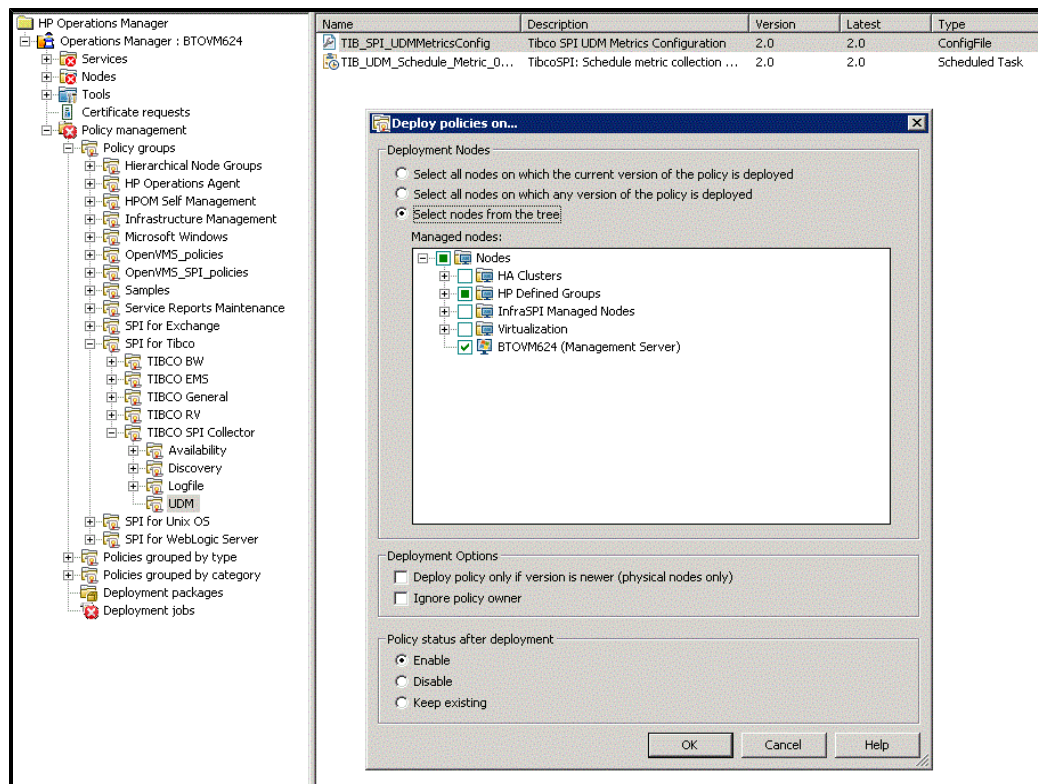 HP Operations Manager
Operations Manager : BTOVM624
Services
Nodes
Tools
Certificate requests
Policy management
Policy groups
Hierarchical Node Groups
HP Operations Agent
HPOM Self Management
Infrastructure Management
Microsoft Windows
OpenVMS_policies
OpenVMS_SPI_policies
Samples
Service Reports Maintenance
SPI for Exchange
SPI for Tibco
TIBCO BW
TIBCO EMS
TIBCO General
TIBCO RV
TIBCO SPI Collector
Availability
Discovery
Logfile
UDM
SPI for Unix OS
SPI for WebLogic Server
Policies grouped by type
Policies grouped by category
Deployment packages
Deployment jobs
Name Description Version Latest Type
TIB_SPI_UDMMetricsConfig Tibco SPI UDM Metrics Configuration 2.0 2.0 ConfigFile
TIB_UDM_Schedule_Metric_0... TibcoSPI: Schedule metric collection ... 2.0 2.0 Scheduled Task
Deploy policies on...
Deployment Nodes
Select all nodes on which the current version of the policy is deployed
Select all nodes on which any version of the policy is deployed
Select nodes from the tree
Managed nodes:
Nodes
HA Clusters
HP Defined Groups
InfraSPI Managed Nodes
Virtualization
BTOVM624 (Management Server)
Deployment Options
Deploy policy only if version is newer (physical nodes only)
Ignore policy owner
Policy status after deployment
Enable
Disable
Keep existing
OK Cancel Help